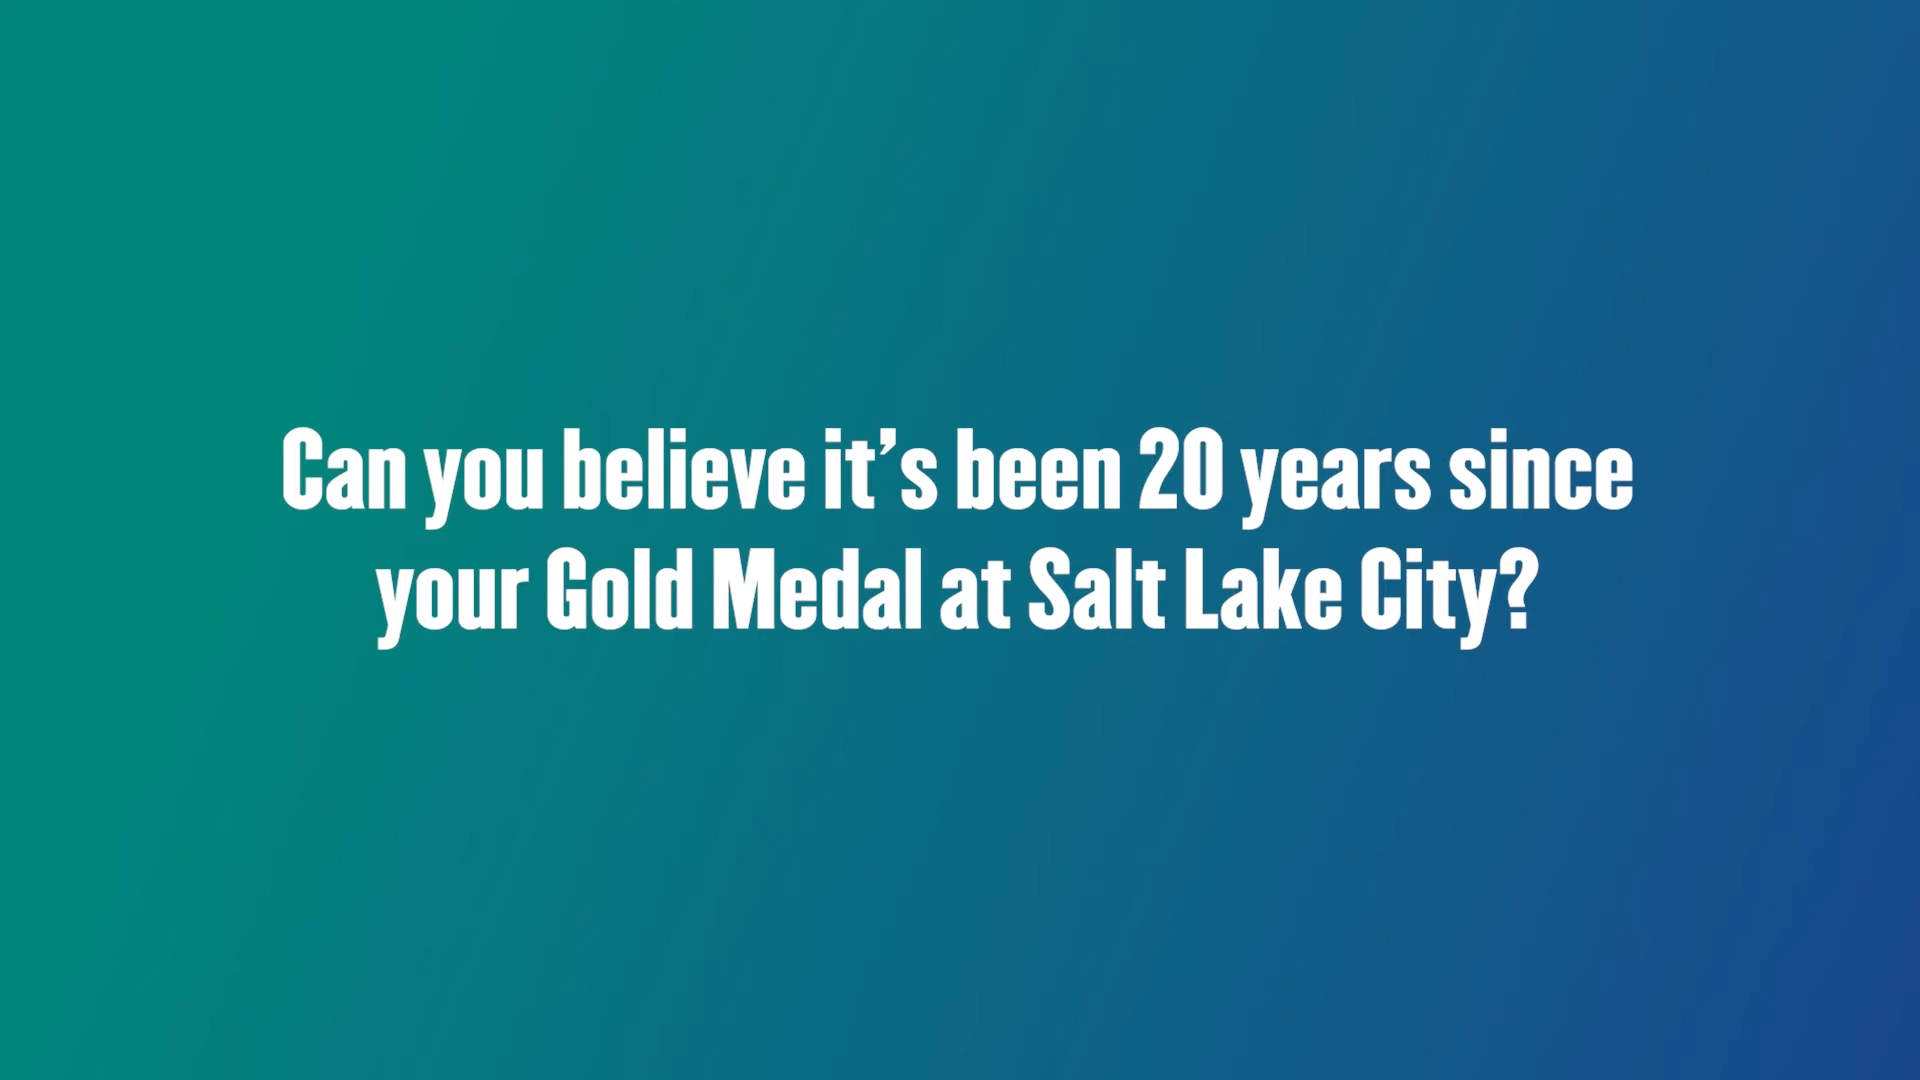 Can you believe it’s been 20 years since
your Gold Medal at Salt Lake City?